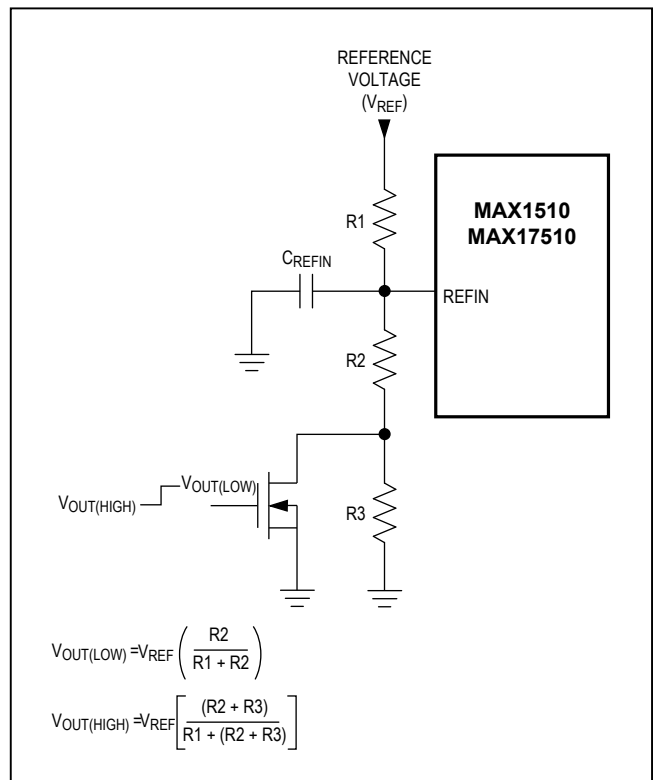 REFERENCE
VOLTAGE
(VREF)
R1
MAX1510
MAX17510
CREFIN
REFIN
R2
VOUT(HIGH)
VOUT(LOW)
R3
VOUT(LOW) =VREF ( R2 / R1 + R2 )
VOUT(HIGH) =VREF [ (R2 + R3) / R1 + (R2 + R3) ]